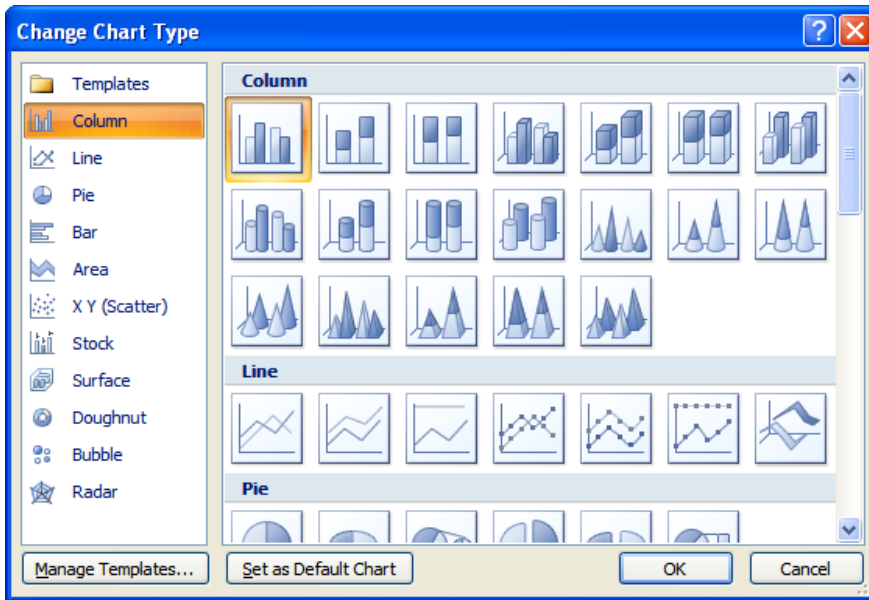 Change Chart Type
Templates
Column
Line
Pie
Bar
Area
X Y (Scatter)
Stock
Surface
Doughnut
Bubble
Radar
Column
Line
Pie
Manage Templates...
Set as Default Chart
OK
Cancel